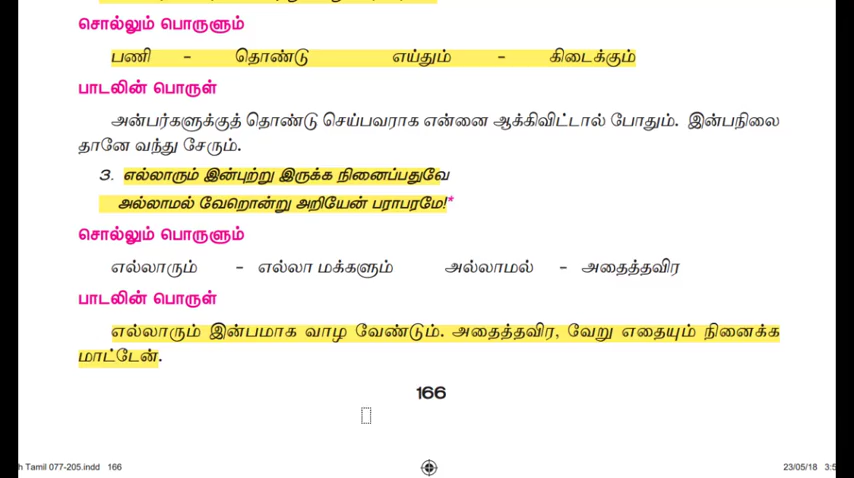 சொல்லும் பொருளும்
பணி - தொண்டு எய்தும் - கிடைக்கும்
பாடலின் பொருள்
அன்பர்களுக்குத் தொண்டு செய்பவராக என்னை ஆக்கிவிட்டால் போதும். இன்பநிலை
தானே வந்து சேரும்.
3. எல்லாரும் இன்புற்று இருக்க நினைப்பதுவே
அல்லாமல் வேறொன்று அறியேன் பராபரமே!*
சொல்லும் பொருளும்
எல்லாரும் - எல்லா மக்களும் அல்லாமல் - அதைத்தவிர
பாடலின் பொருள்
எல்லாரும் இன்பமாக வாழ வேண்டும். அதைத்தவிர, வேறு எதையும் நினைக்க
மாட்டேன்.
166
h Tamil 077-205.indd 166 23/05/18